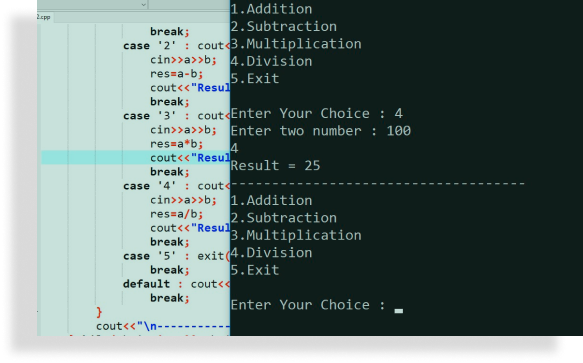 2.cpp
break;
case '2' : cout<
cin>>a>>b;
res=a-b;
cout<<"Resul
break;
case '3' : cout<
cin>>a>>b;
res=a*b;
cout<<"Resul
break;
case '4' : cout<
cin>>a>>b;
res=a/b;
cout<<"Resul
break;
case '5' : exit(
default : cout<<
break;
}
cout<<"\n-----------
1.Addition
2.Subtraction
3.Multiplication
4.Division
5.Exit
Enter Your Choice : 4
Enter two number : 100
4
Result = 25
------------------------------------
1.Addition
2.Subtraction
3.Multiplication
4.Division
5.Exit
Enter Your Choice : _